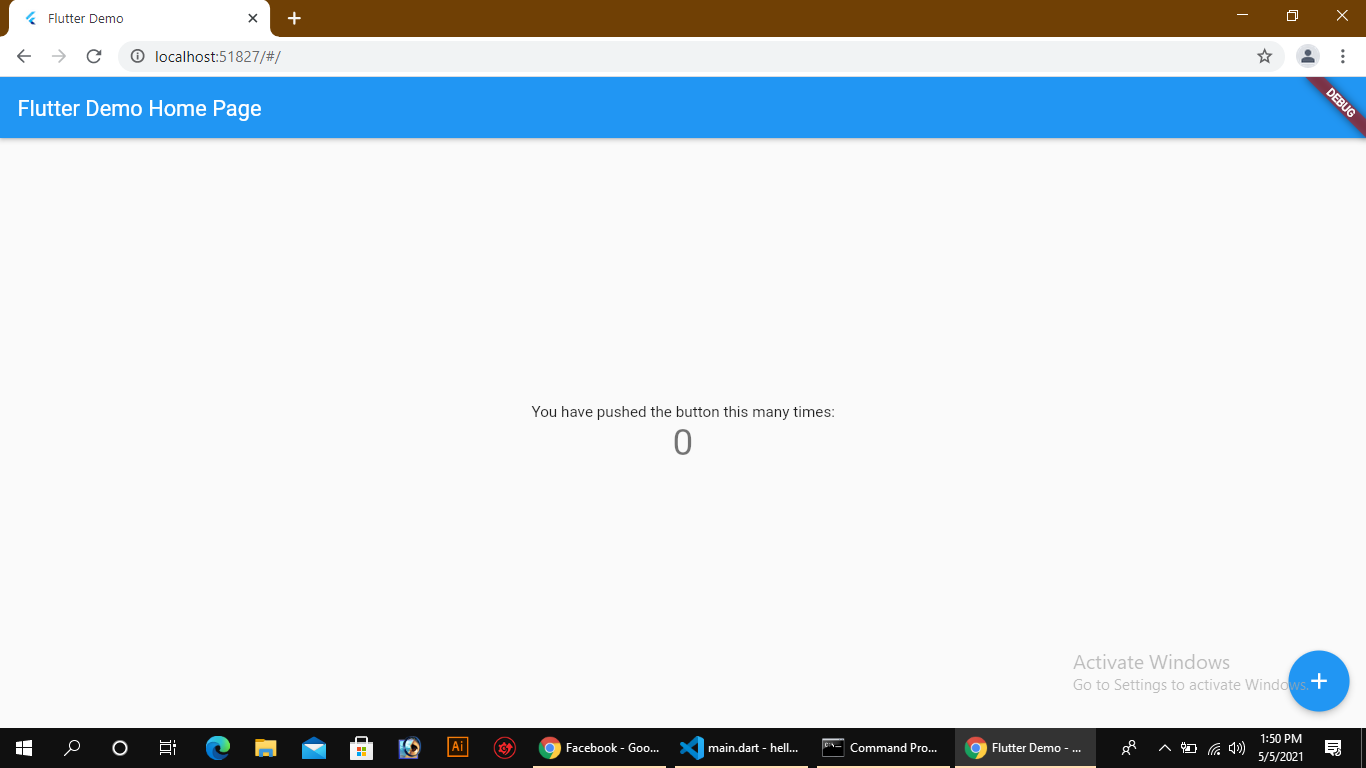 Flutter Demo
localhost:51827/#/
Flutter Demo Home Page
DEBUG
You have pushed the button this many times:
0
Activate Windows
Go to Settings to activate Windows.
Ai
Facebook - Goo...
main.dart - hell...
Command Pro...
Flutter Demo - ...
1:50 PM
5/5/2021